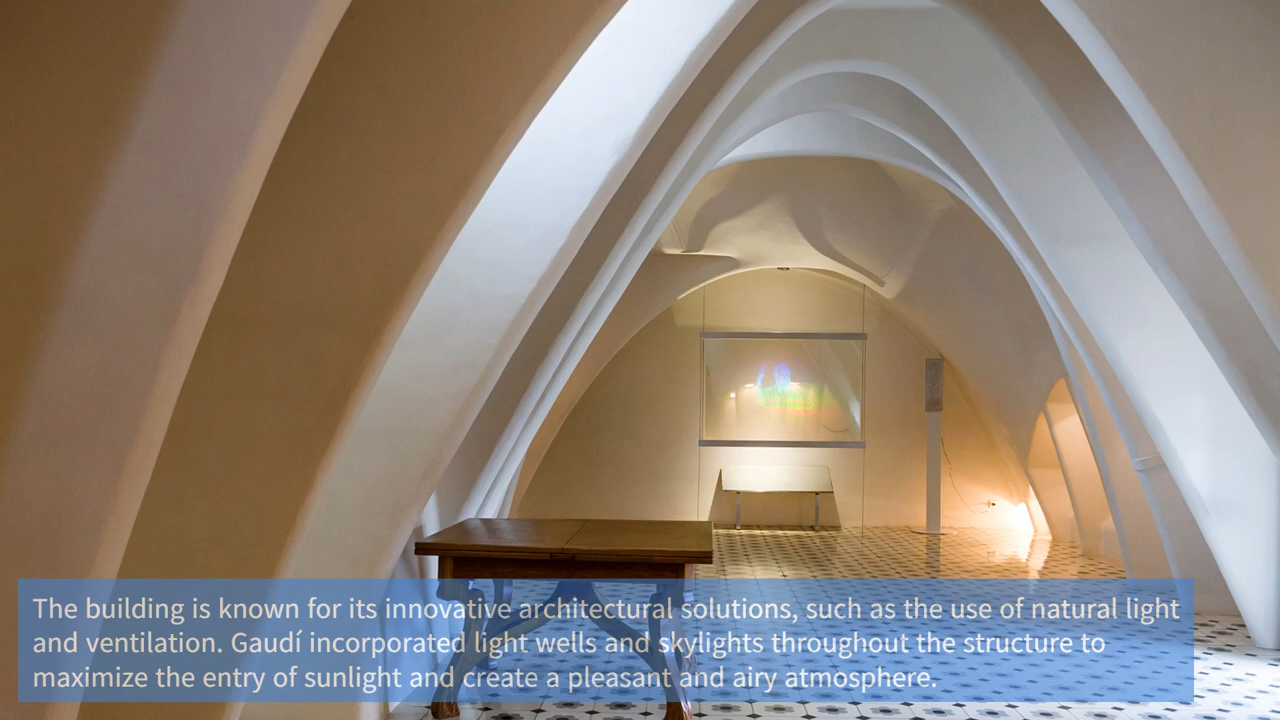 The building is known for its innovative architectural solutions, such as the use of natural light
and ventilation. Gaudí incorporated light wells and skylights throughout the structure to
maximize the entry of sunlight and create a pleasant and airy atmosphere.